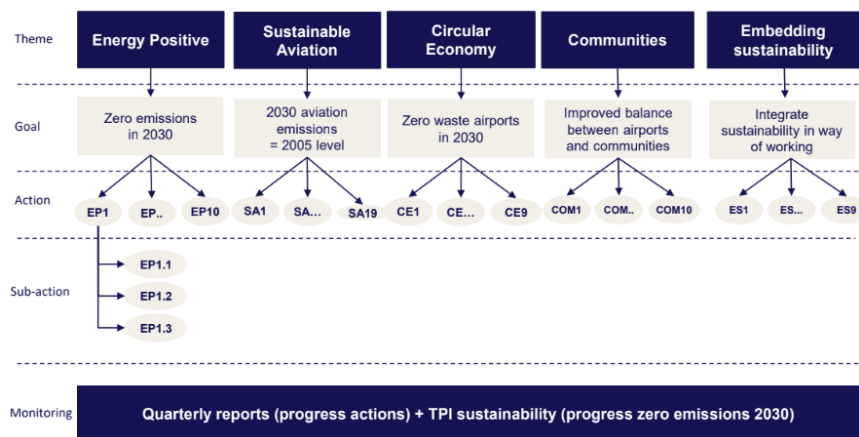 Theme
Energy Positive
Sustainable
Aviation
Circular
Economy
Communities
Embedding
sustainability
Goal
Zero emissions
in 2030
2030 aviation
emissions
= 2005 level
Zero waste airports
in 2030
Improved balance
between airports
and communities
Integrate
sustainability in way
of working
Action
EP1
EP..
EP10
SA1
SA...
SA19
CE1
CE...
CE9
COM1
COM..
COM10
ES1
ES...
ES9
Sub-action
EP1.1
EP1.2
EP1.3
Monitoring
Quarterly reports (progress actions) + TPI sustainability (progress zero emissions 2030)